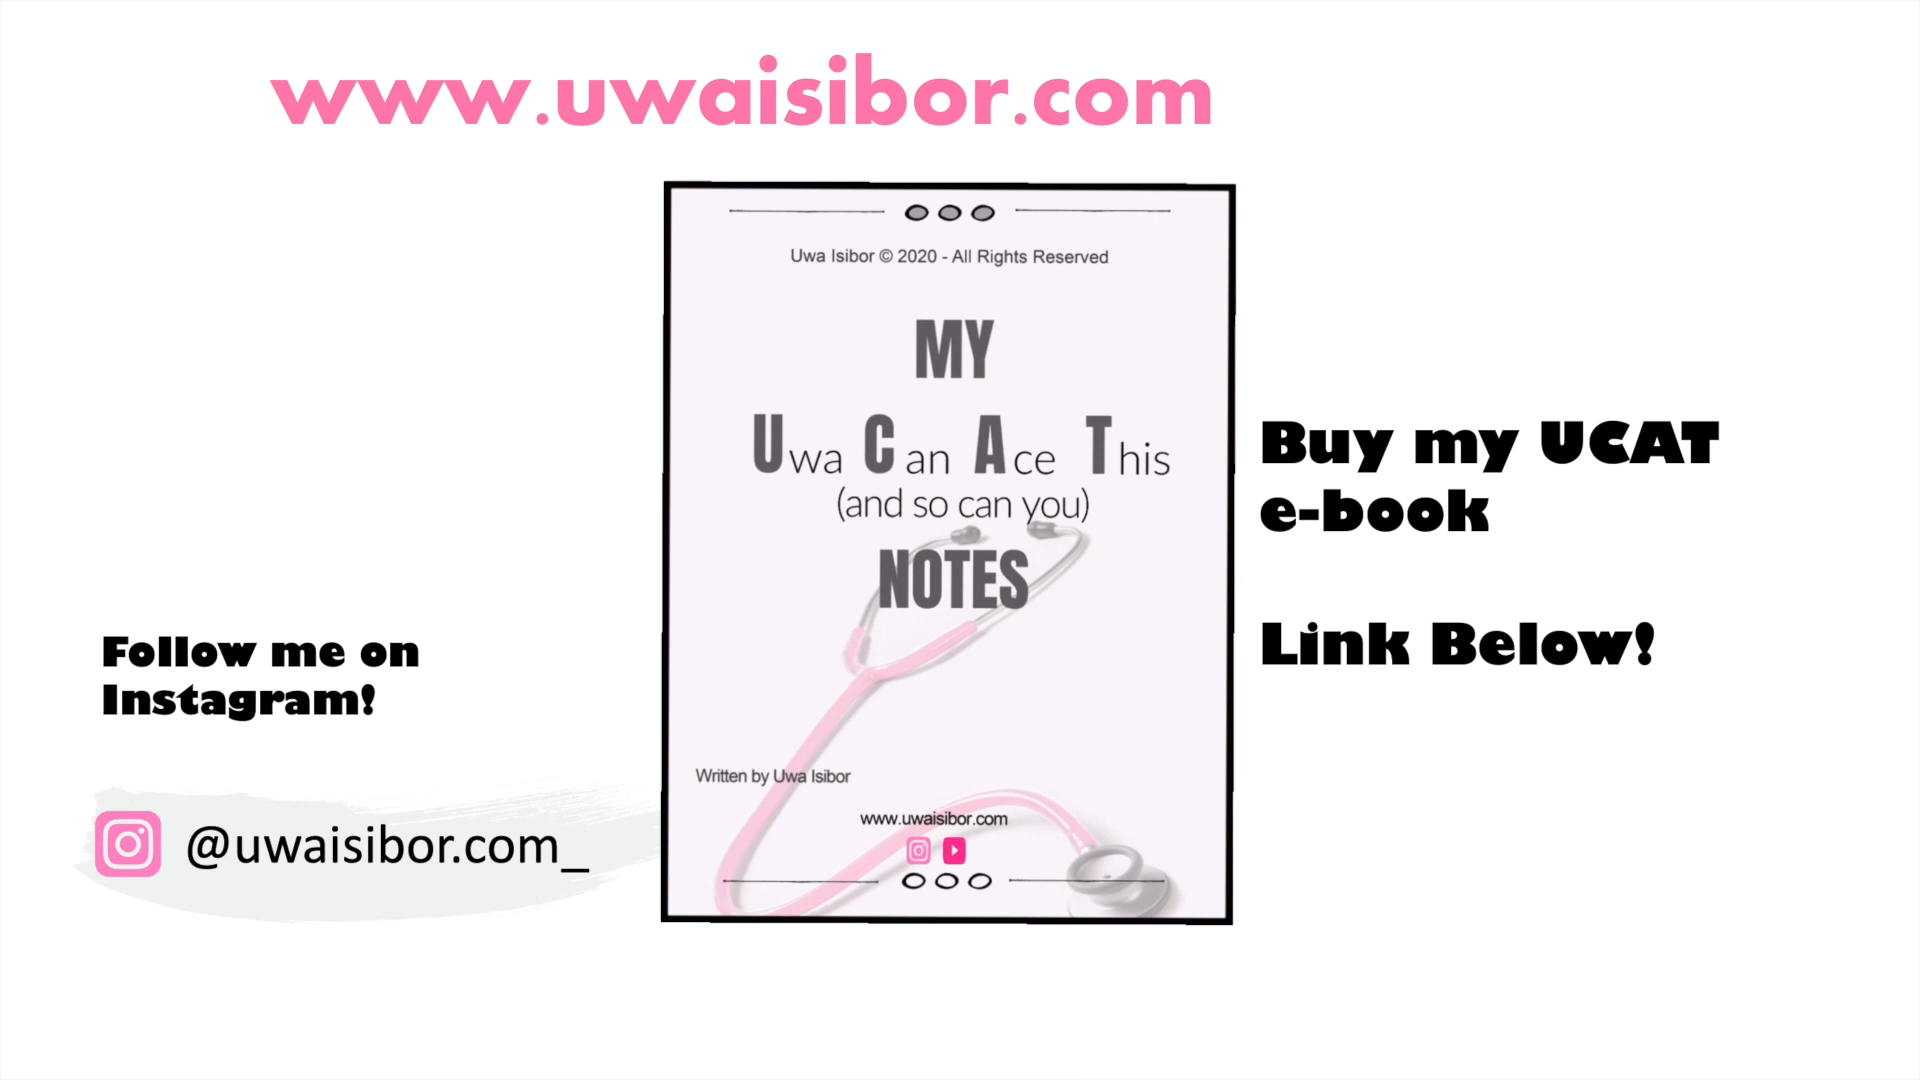 www.uwaisibor.com
Uwa Isibor © 2020 - All Rights Reserved
MY
Uwa Can Ace This
(and so can you)
NOTES
Written by Uwa Isibor
www.uwaisibor.com
Buy my UCAT
e-book
Link Below!
Follow me on
Instagram!
@uwaisibor.com_